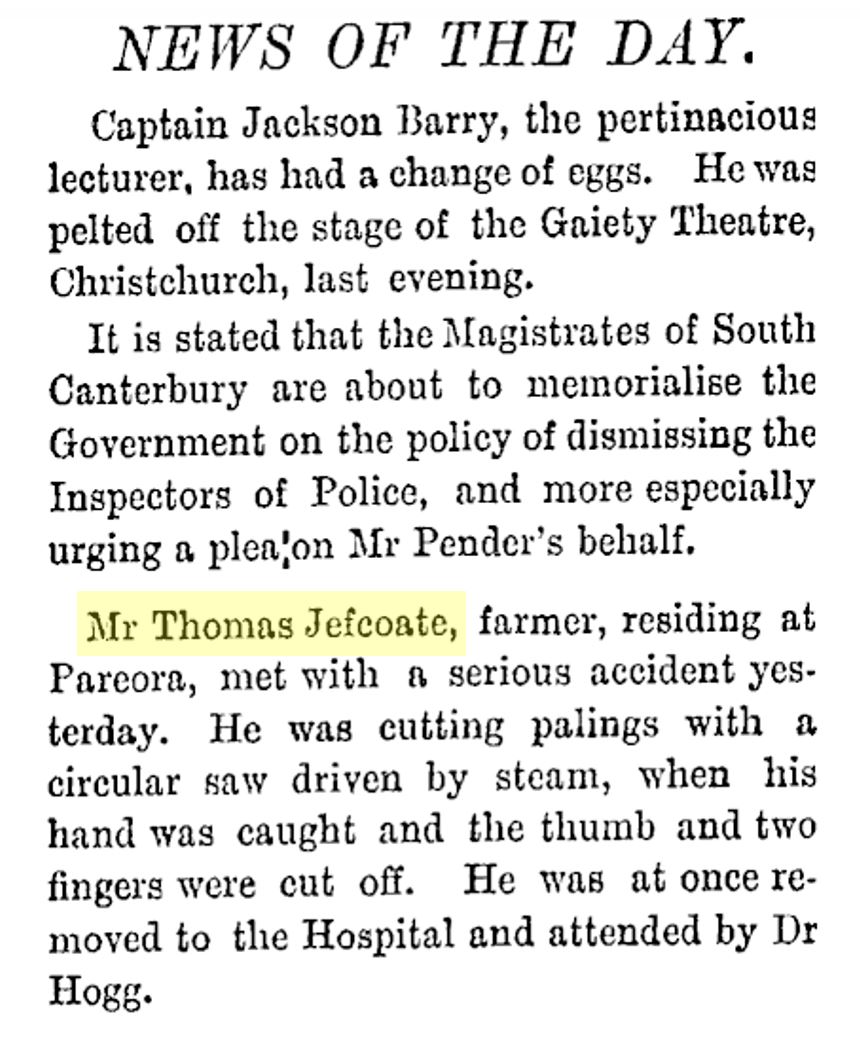 NEWS OF THE DAY.
Captain Jackson Barry, the pertinacious
lecturer, has had a change of eggs. He was
pelted off the stage of the Gaiety Theatre,
Christchurch, last evening.
It is stated that the Magistrates of South
Canterbury are about to memorialise the
Government on the policy of dismissing the
Inspectors of Police, and more especially
urging a plea¦on Mr Pender's behalf.
Mr Thomas Jefcoate, farmer, residing at
Pareora, met with a serious accident yes-
terday. He was cutting palings with a
circular saw driven by steam, when his
hand was caught and the thumb and two
fingers were cut off. He was at once re-
moved to the Hospital and attended by Dr
Hogg.